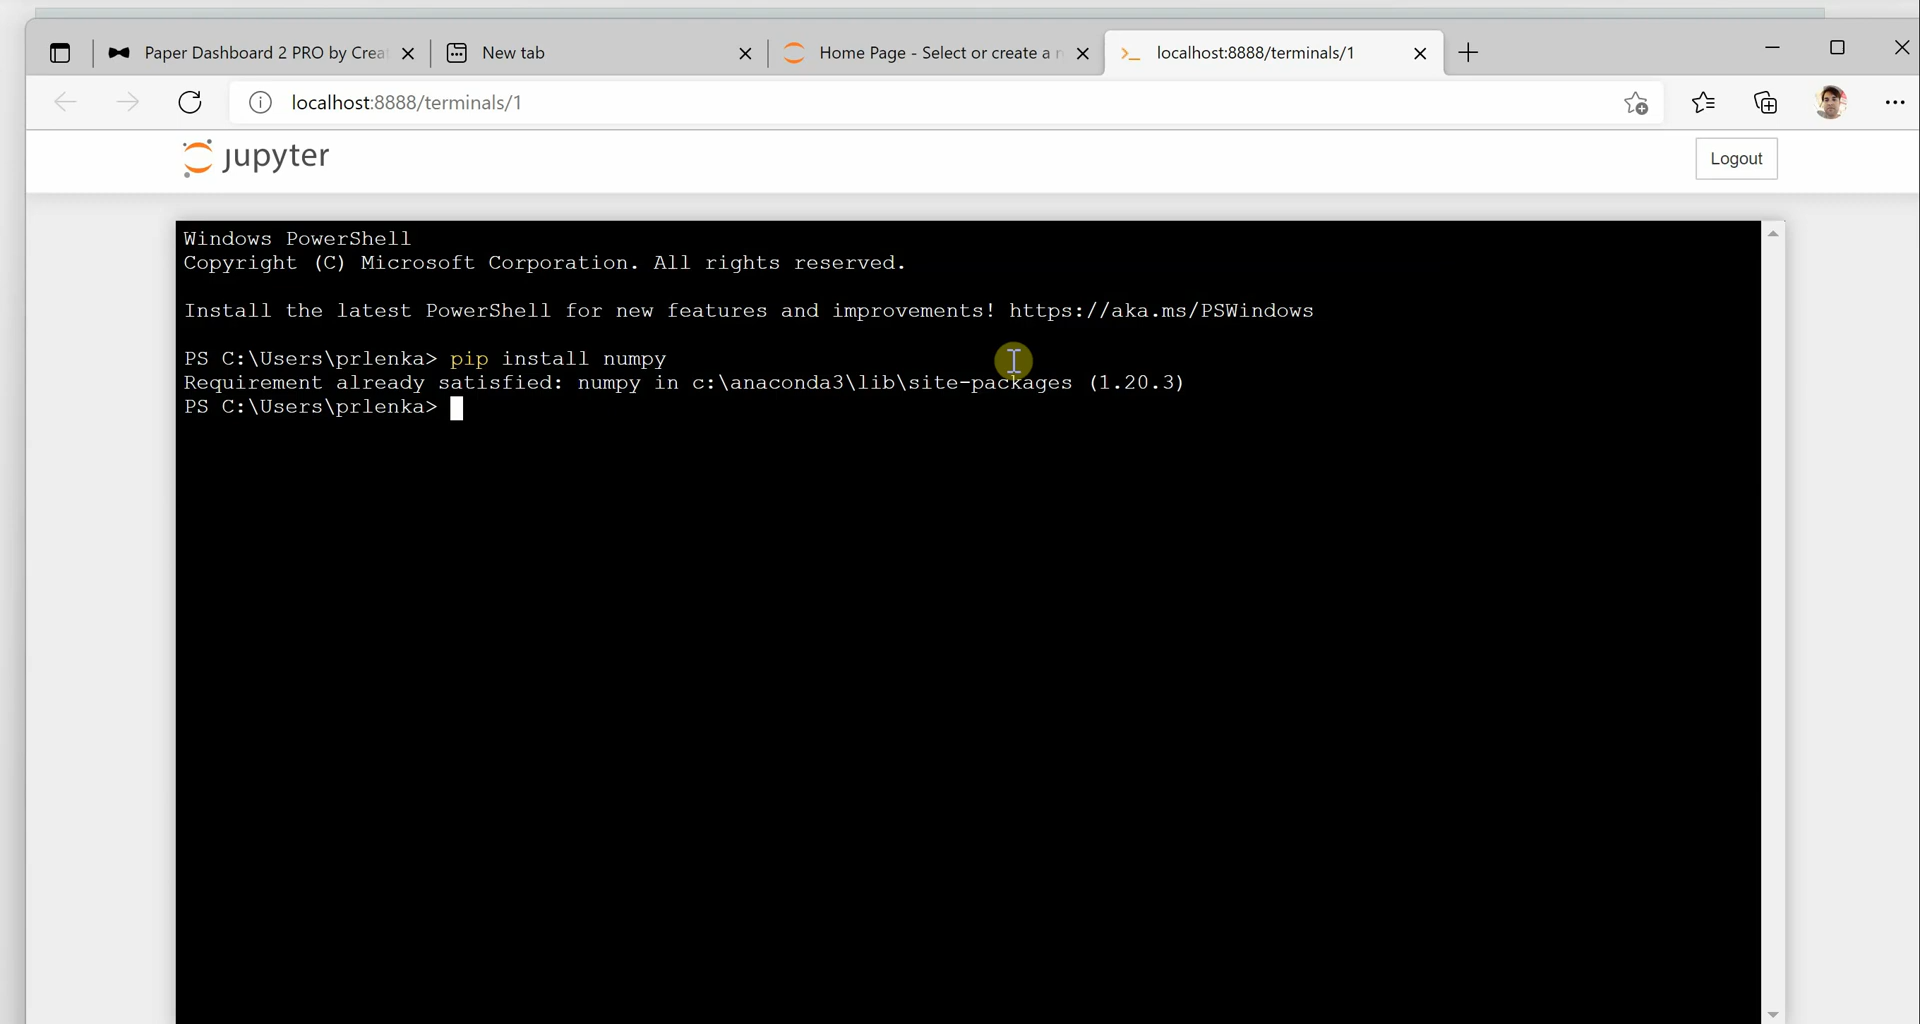 Paper Dashboard 2 PRO by Crea
New tab
Home Page - Select or create a n
>_ localhost:8888/terminals/1
localhost:8888/terminals/1
jupyter
Logout
Windows PowerShell
Copyright (C) Microsoft Corporation. All rights reserved.
Install the latest PowerShell for new features and improvements! https://aka.ms/PSWindows
PS C:\Users\prlenka> pip install numpy
Requirement already satisfied: numpy in c:\anaconda3\lib\site-packages (1.20.3)
PS C:\Users\prlenka>